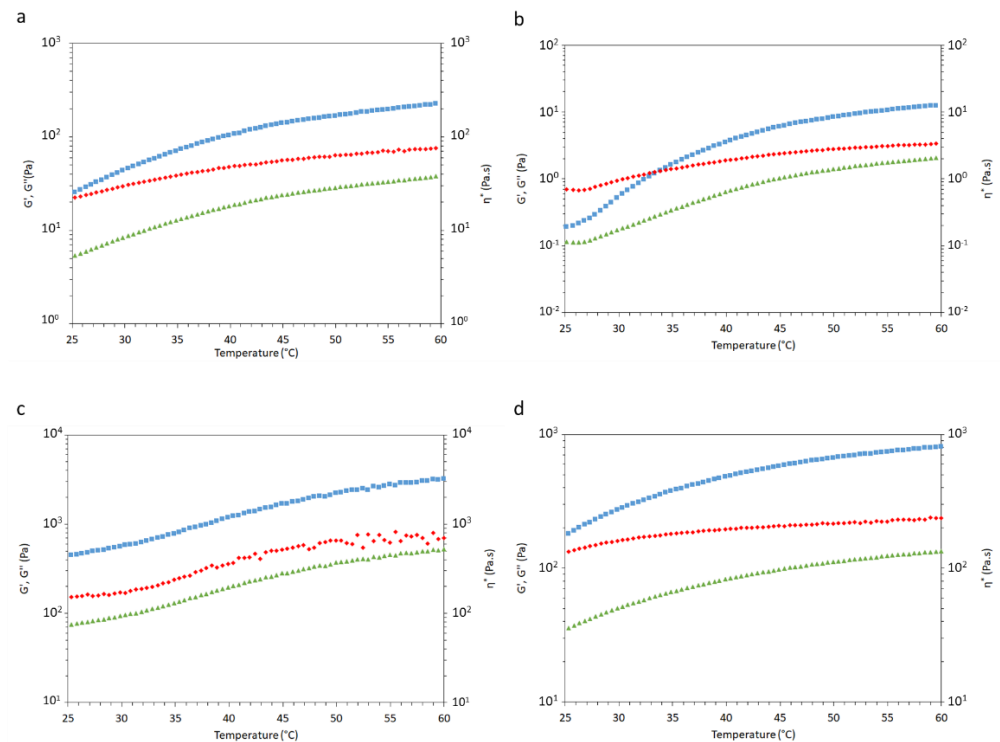 a
10³
10²
10¹
10⁰
G', G''(Pa)
10³
10²
10¹
10⁰
η* (Pa.s)
25 30 35 40 45 50 55 60
Temperature (°C)
b
10²
10¹
10⁰
10⁻¹
10⁻²
G', G'' (Pa)
10²
10¹
10⁰
10⁻¹
10⁻²
η* (Pa.s)
25 30 35 40 45 50 55 60
Temperature (°C)
c
10⁴
10³
10²
10¹
G', G'' (Pa)
10⁴
10³
10²
10¹
η* (Pa.s)
25 30 35 40 45 50 55 60
Temperature (°C)
d
10³
10²
10¹
G', G'' (Pa)
10³
10²
10¹
η* (Pa.s)
25 30 35 40 45 50 55 60
Temperature (°C)